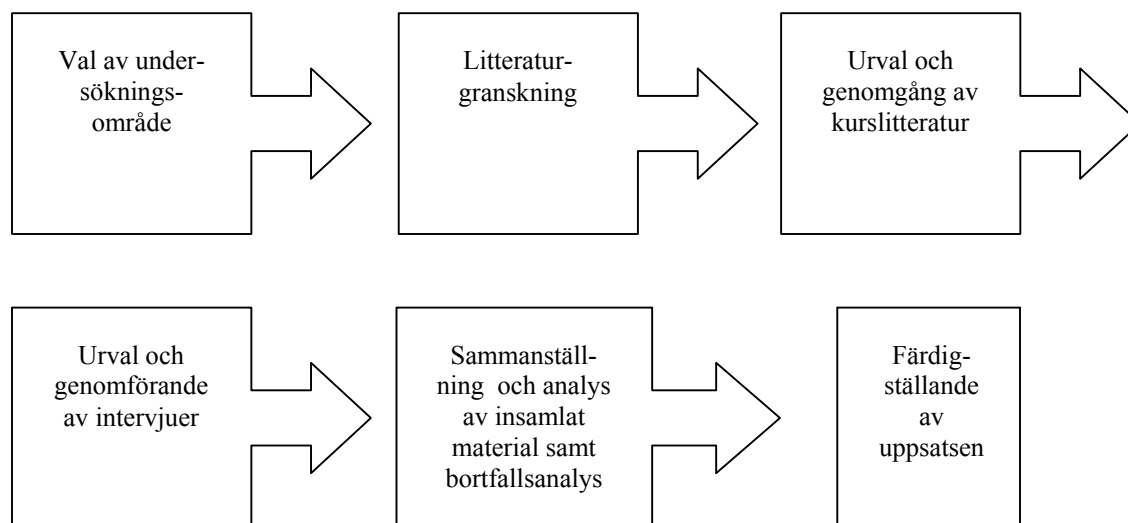 Val av under-
söknings-
område
Litteratur-
granskning
Urval och
genomgång av
kurslitteratur
Urval och
genomförande
av intervjuer
Sammanställ-
ning och analys
av insamlat
material samt
bortfallsanalys
Färdig-
ställande
av
uppsatsen